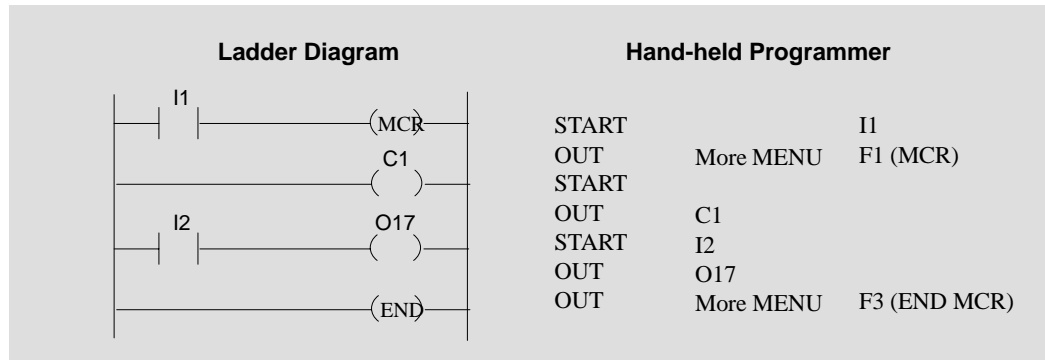 Ladder Diagram
Hand-held Programmer
I1
(MCR)
C1
( )
I2
O17
( )
(END)
START I1
OUT More MENU F1 (MCR)
START
OUT C1
START I2
OUT O17
OUT More MENU F3 (END MCR)